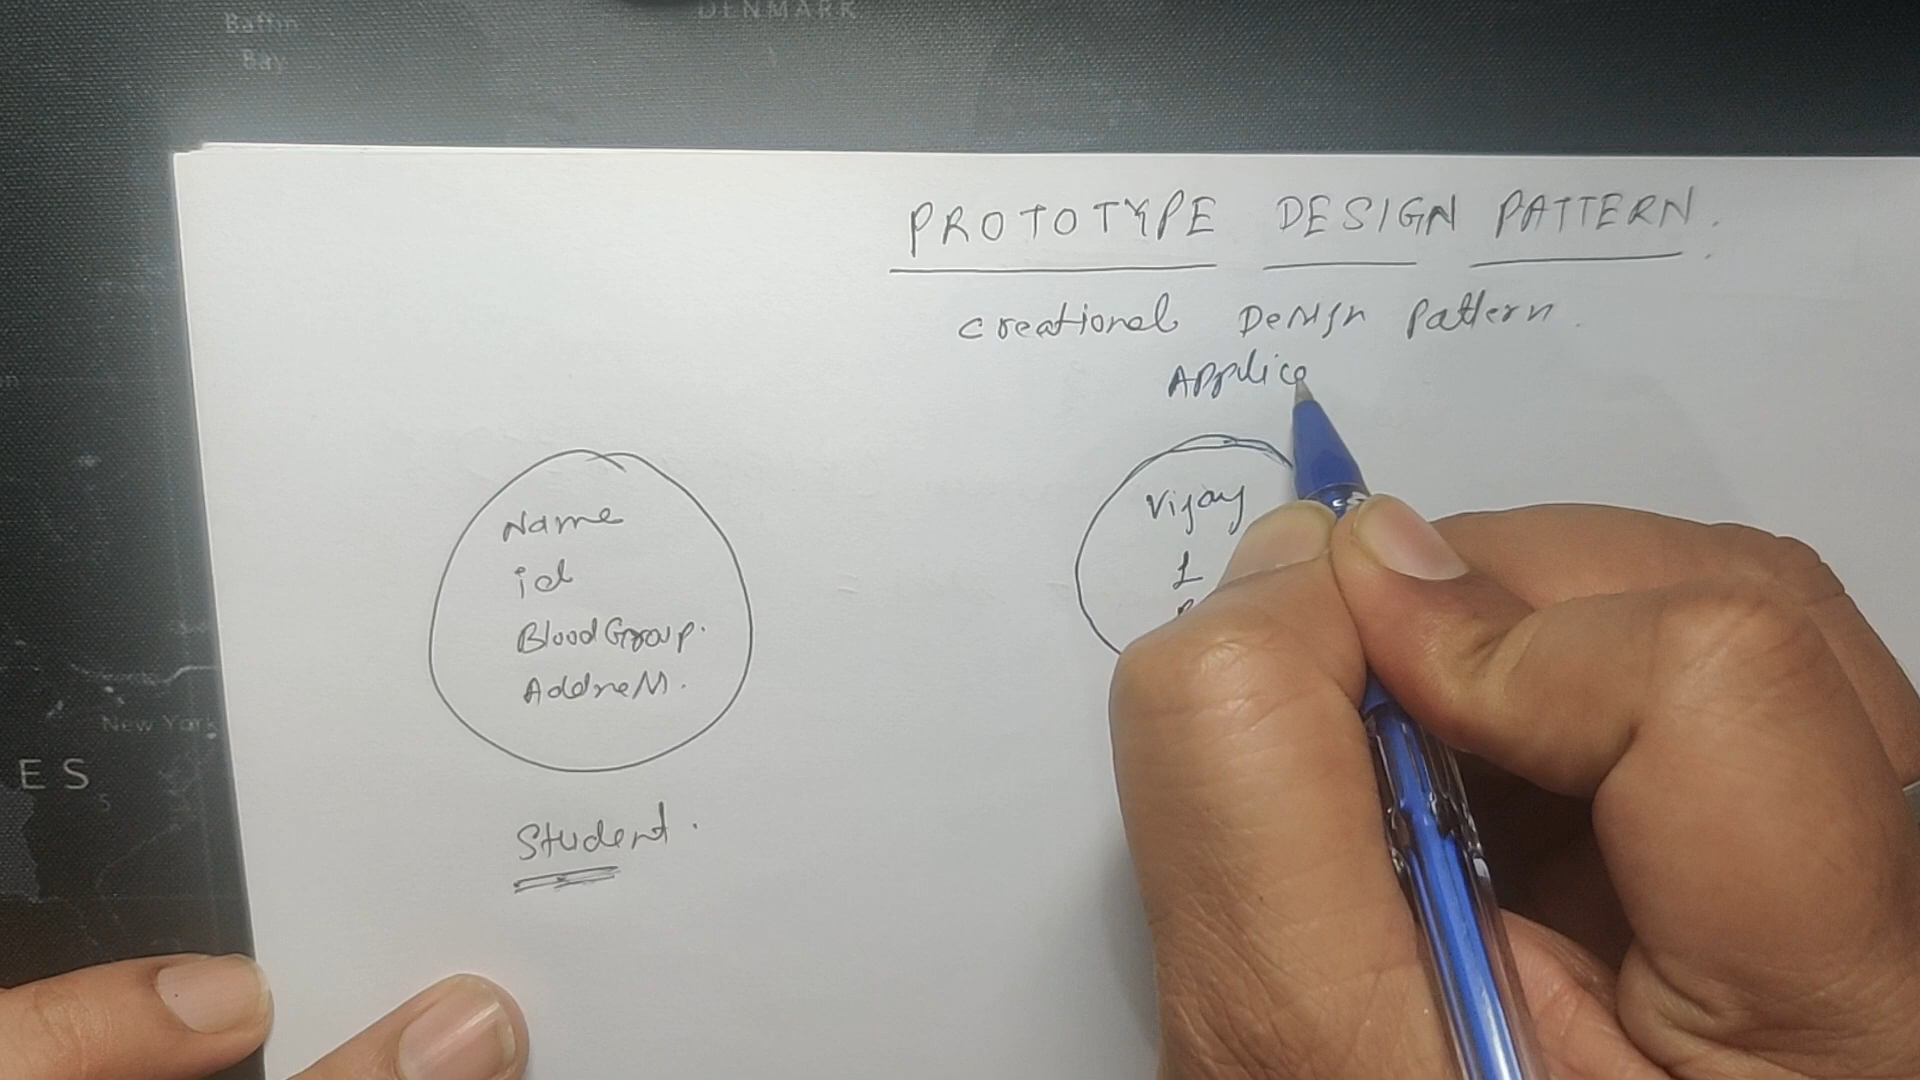 Baffin
Bay
DENMARK
PROTOTYPE DESIGN PATTERN.
creational Design Pattern.
Applica
Name
id
BloodGroup.
Address.
Student.
Vijay
1
New York
ES